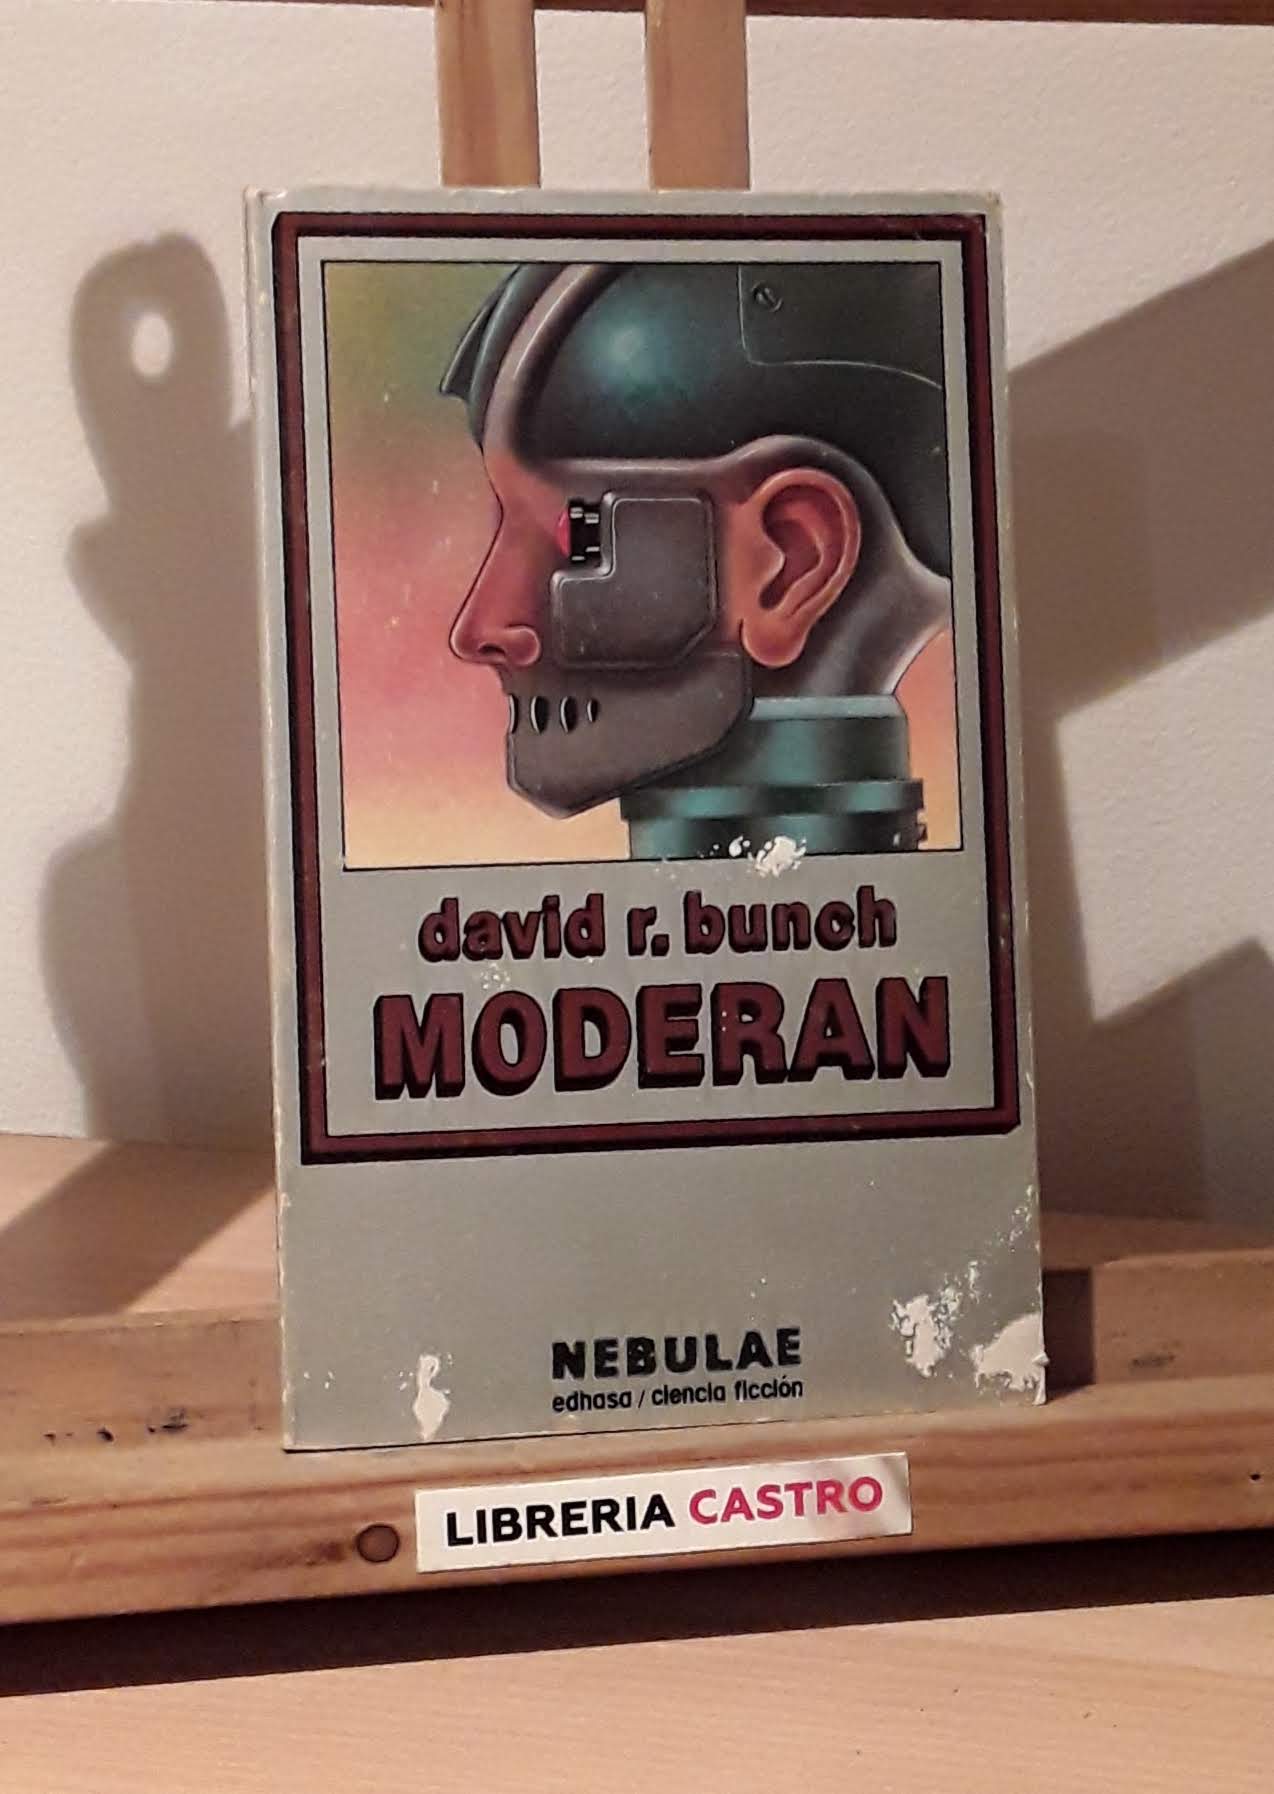 david r. bunch
MODERAN
NEBULAE
edhasa / ciencia ficción
LIBRERIA CASTRO